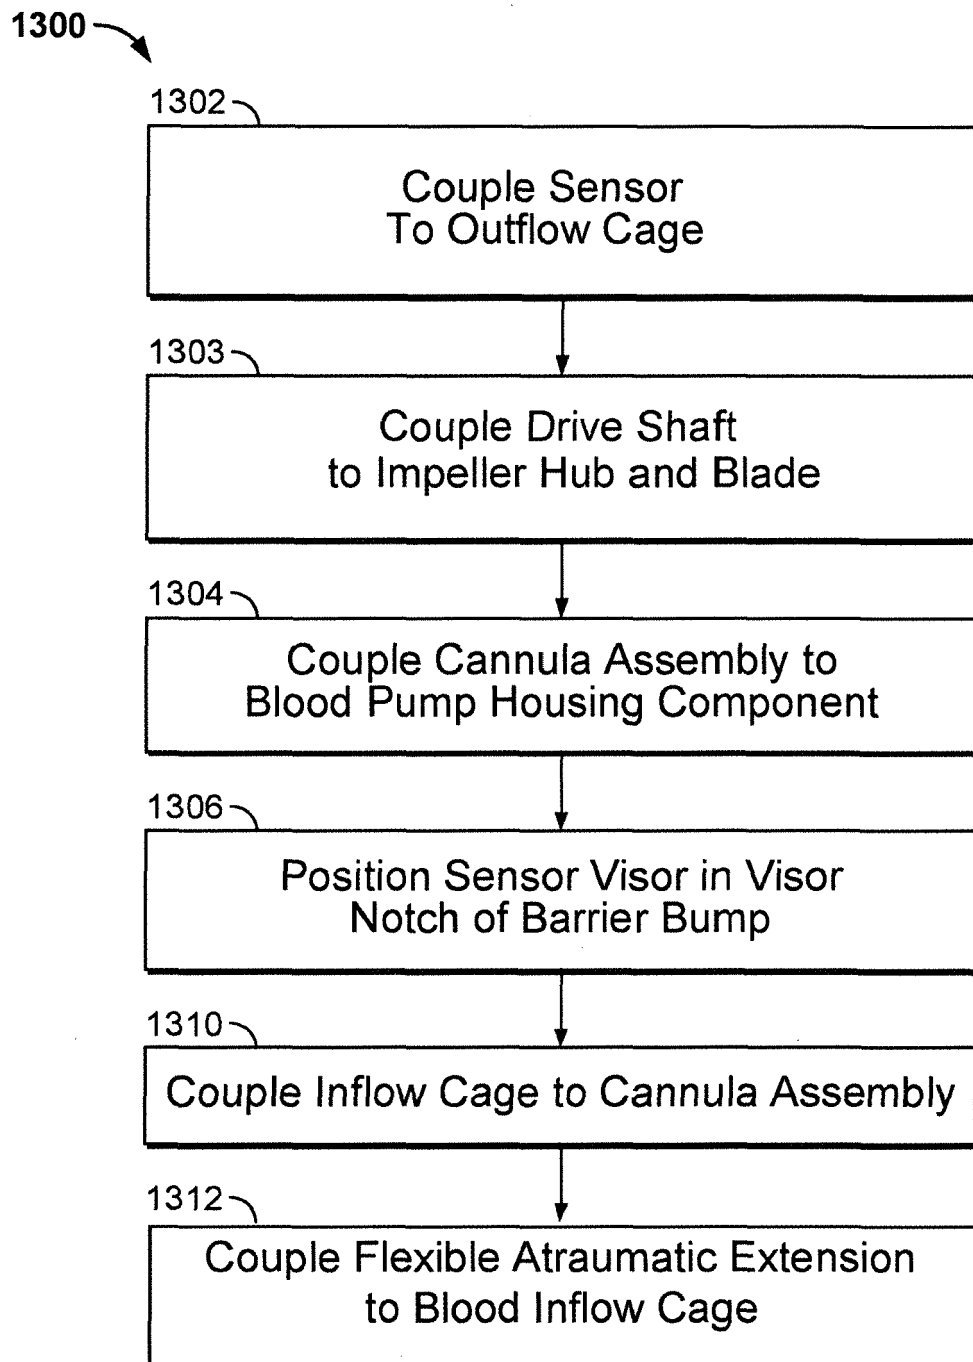 1300
1302
Couple Sensor
To Outflow Cage
1303
Couple Drive Shaft
to Impeller Hub and Blade
1304
Couple Cannula Assembly to
Blood Pump Housing Component
1306
Position Sensor Visor in Visor
Notch of Barrier Bump
1310
Couple Inflow Cage to Cannula Assembly
1312
Couple Flexible Atraumatic Extension
to Blood Inflow Cage